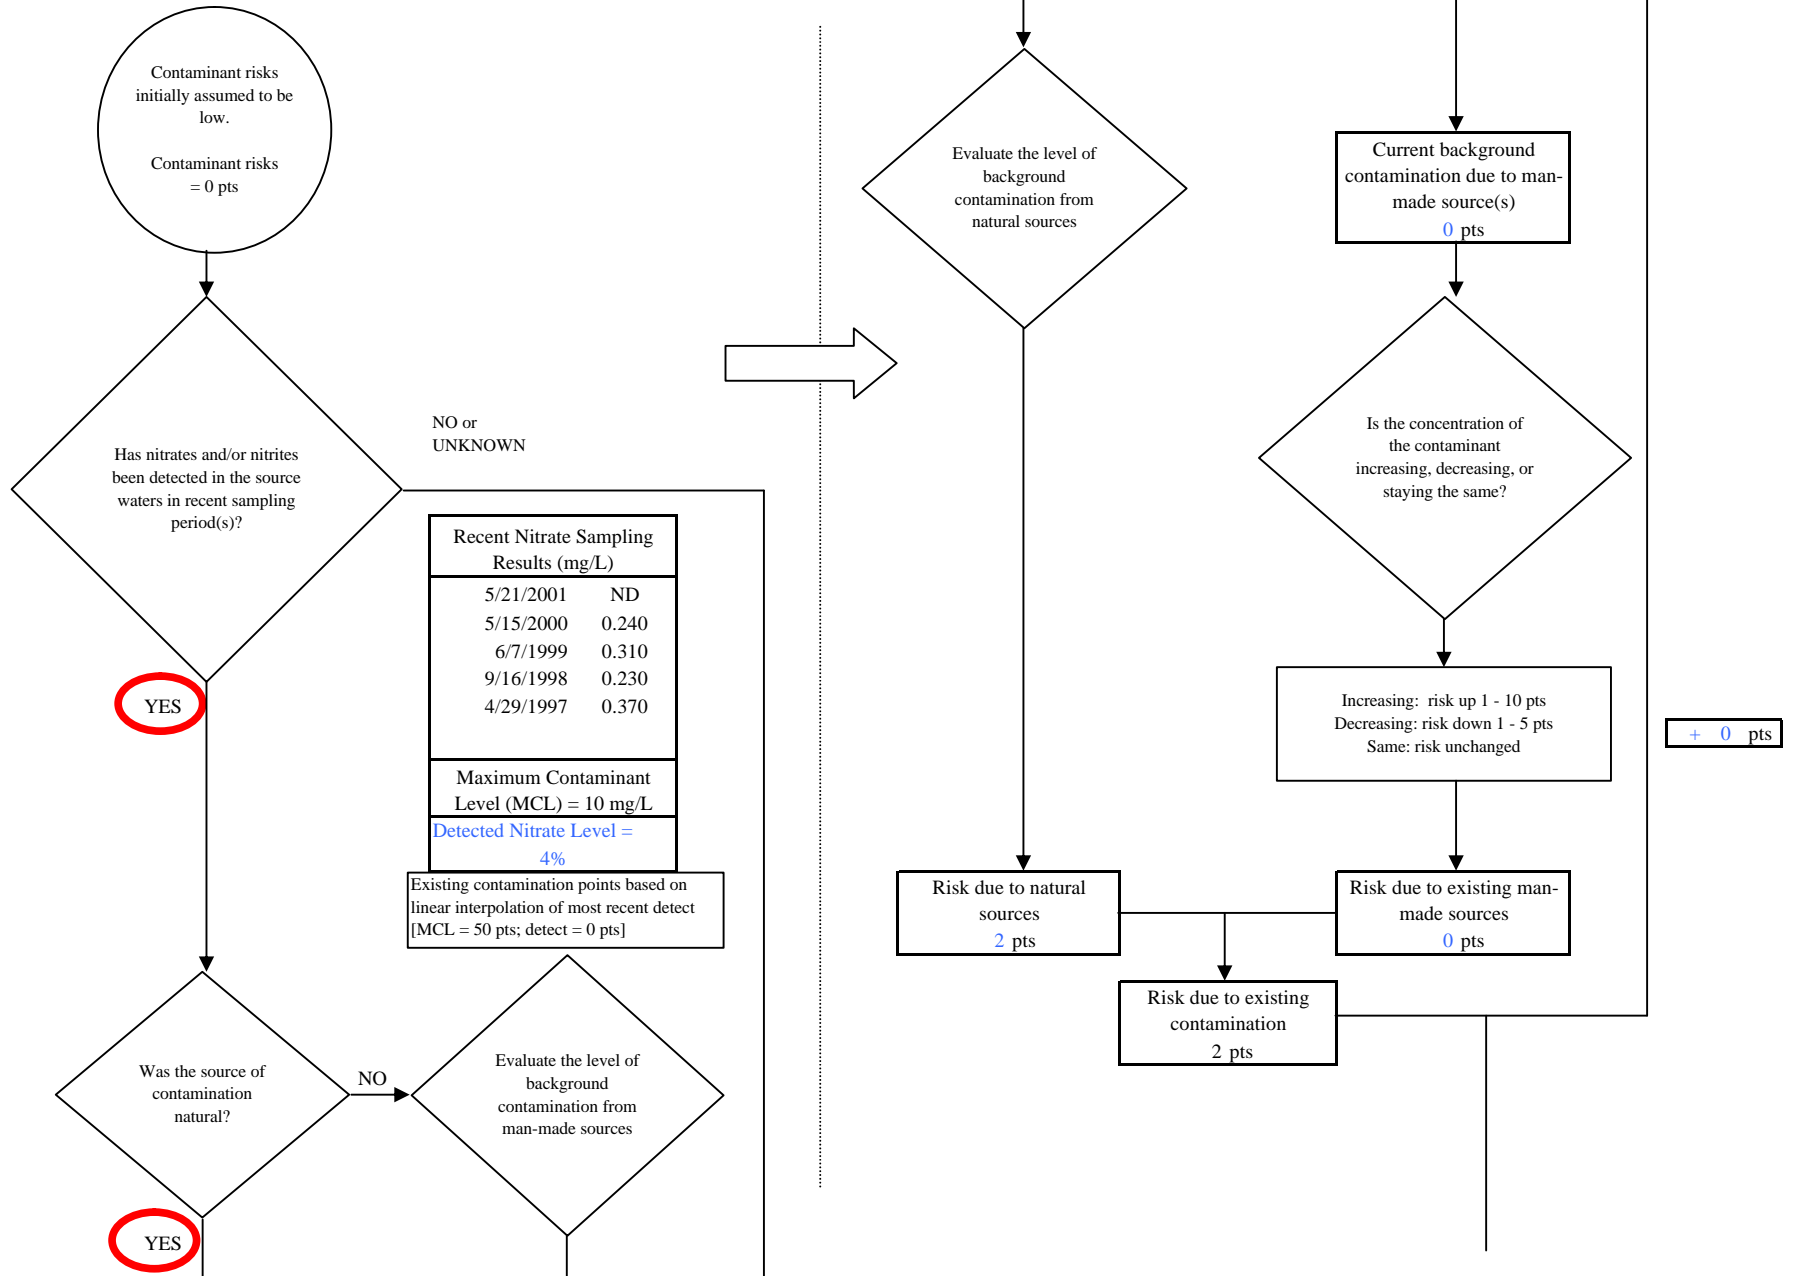 Contaminant risks
initially assumed to be
low.
Contaminant risks
= 0 pts
Has nitrates and/or nitrites
been detected in the source
waters in recent sampling
period(s)?
NO or
UNKNOWN
YES
Recent Nitrate Sampling
Results (mg/L)
5/21/2001 ND
5/15/2000 0.240
6/7/1999 0.310
9/16/1998 0.230
4/29/1997 0.370
Maximum Contaminant
Level (MCL) = 10 mg/L
Detected Nitrate Level =
4%
Existing contamination points based on
linear interpolation of most recent detect
[MCL = 50 pts; detect = 0 pts]
Was the source of
contamination
natural?
NO
Evaluate the level of
background
contamination from
man-made sources
YES
Evaluate the level of
background
contamination from
natural sources
Current background
contamination due to man-
made source(s)
0 pts
Is the concentration of
the contaminant
increasing, decreasing, or
staying the same?
Increasing: risk up 1 - 10 pts
Decreasing: risk down 1 - 5 pts
Same: risk unchanged
+ 0 pts
Risk due to natural
sources
2 pts
Risk due to existing man-
made sources
0 pts
Risk due to existing
contamination
2 pts